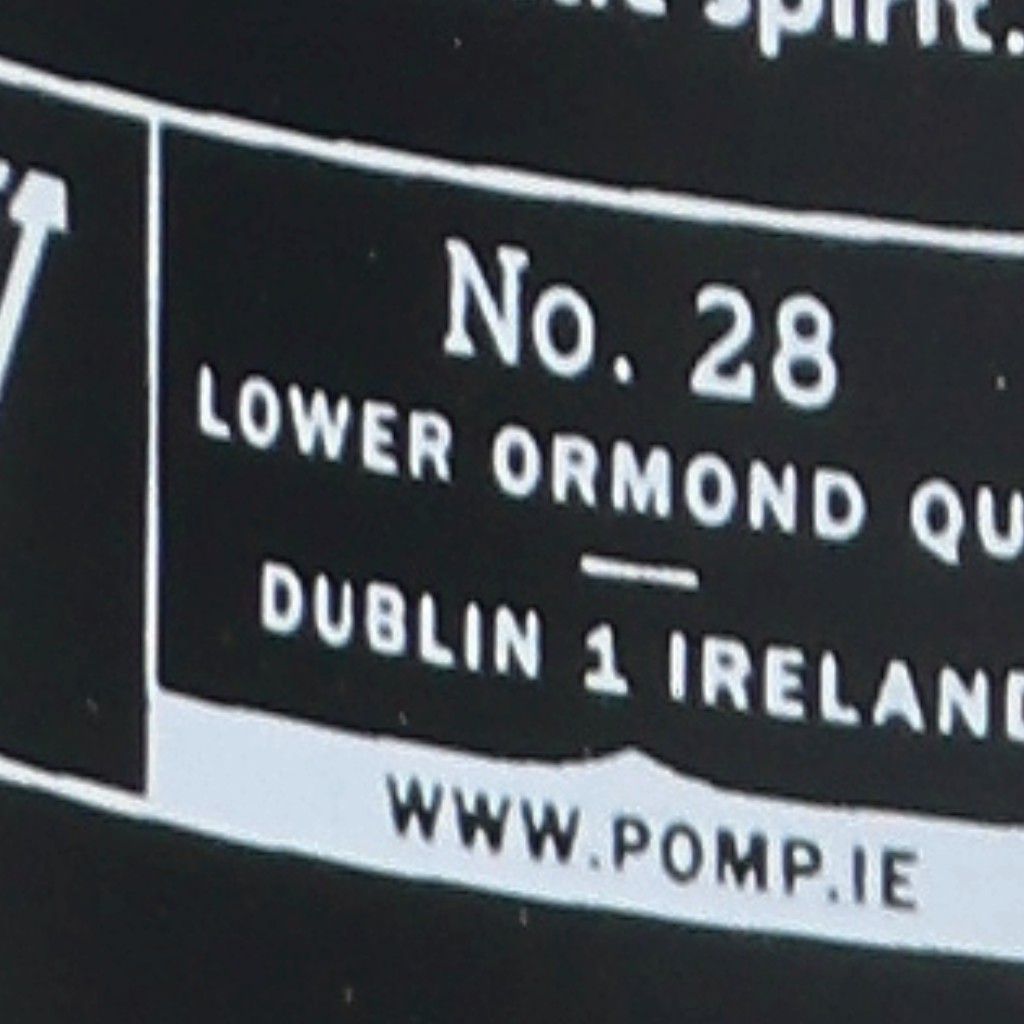 spirit.
No. 28
LOWER ORMOND QU
DUBLIN 1 IRELAND
WWW.POMP.IE